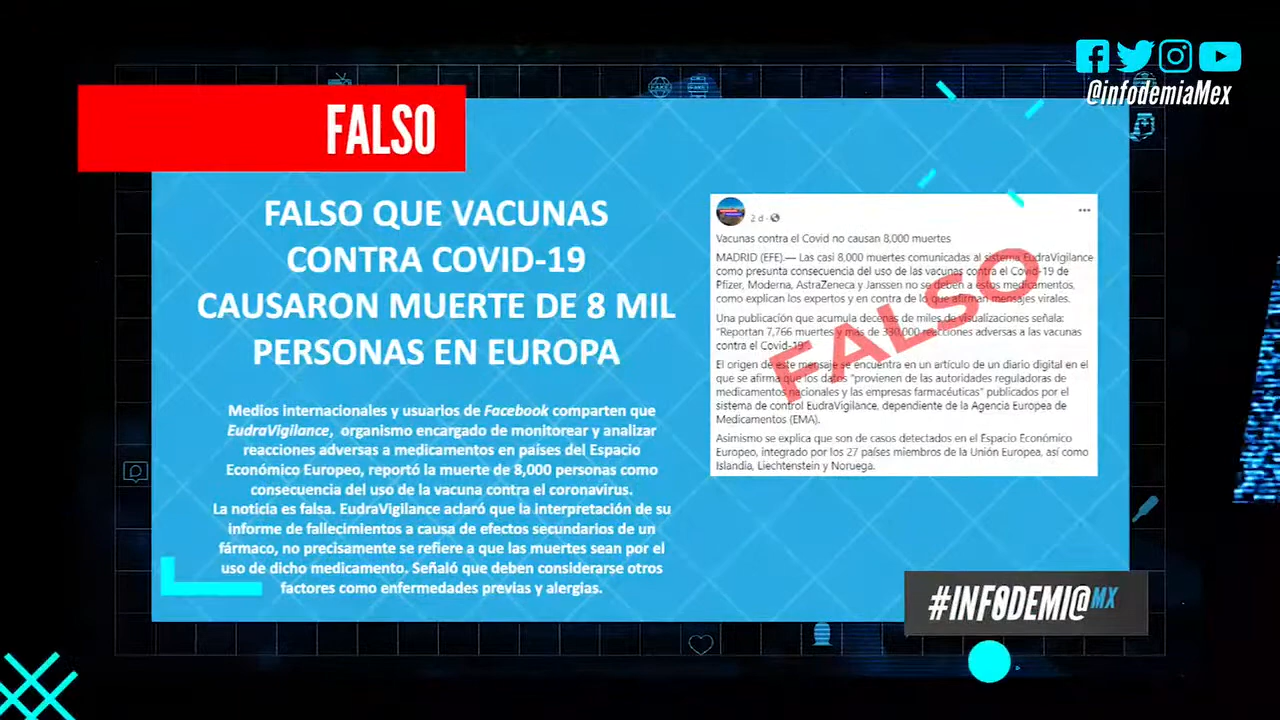 @infodemiaMex
FALSO
FALSO QUE VACUNAS
CONTRA COVID-19
CAUSARON MUERTE DE 8 MIL
PERSONAS EN EUROPA
Medios internacionales y usuarios de Facebook comparten que
EudraVigilance, organismo encargado de monitorear y analizar
reacciones adversas a medicamentos en países del Espacio
Económico Europeo, reportó la muerte de 8,000 personas como
consecuencia del uso de la vacuna contra el coronavirus.
La noticia es falsa. EudraVigilance aclaró que la interpretación de su
informe de fallecimientos a causa de efectos secundarios de un
fármaco, no precisamente se refiere a que las muertes sean por el
uso de dicho medicamento. Señaló que deben considerarse otros
factores como enfermedades previas y alergias.
2 d ·
Vacunas contra el Covid no causan 8,000 muertes
MADRID (EFE).— Las casi 8,000 muertes comunicadas al sistema EudraVigilance
como presunta consecuencia del uso de las vacunas contra el Covid-19 de
Pfizer, Moderna, AstraZeneca y Janssen no se deben a estos medicamentos,
como explican los expertos y en contra de lo que afirman mensajes virales.
Una publicación que acumula decenas de miles de visualizaciones señala:
"Reportan 7,766 muertes y más de 330,000 reacciones adversas a las vacunas
contra el Covid-19".
El origen de este mensaje se encuentra en un artículo de un diario digital en el
que se afirma que los datos "provienen de las autoridades reguladoras de
medicamentos nacionales y las empresas farmacéuticas" publicados por el
sistema de control EudraVigilance, dependiente de la Agencia Europea de
Medicamentos (EMA).
Asimismo se explica que son de casos detectados en el Espacio Económico
Europeo, integrado por los 27 países miembros de la Unión Europea, así como
Islandia, Liechtenstein y Noruega.
FALSO
#INFODEMI@MX